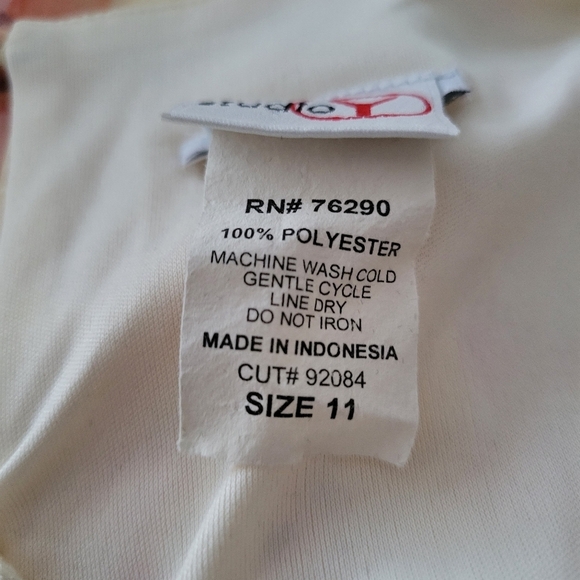 studio Y
RN# 76290
100% POLYESTER
MACHINE WASH COLD
GENTLE CYCLE
LINE DRY
DO NOT IRON
MADE IN INDONESIA
CUT# 92084
SIZE 11